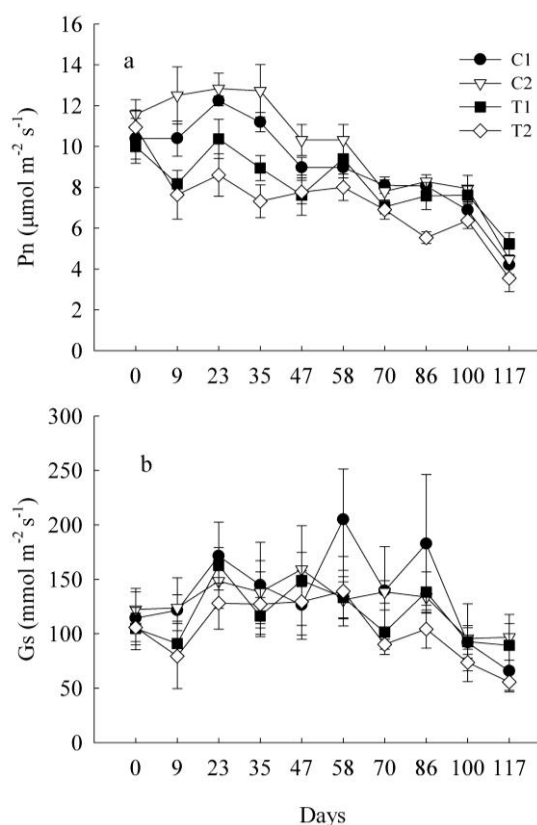 16
14
12
10
8
6
4
2
0
Pn (µmol m⁻² s⁻¹)
a
C1
C2
T1
T2
0 9 23 35 47 58 70 86 100 117
300
250
200
150
100
50
0
Gs (mmol m⁻² s⁻¹)
b
0 9 23 35 47 58 70 86 100 117
Days